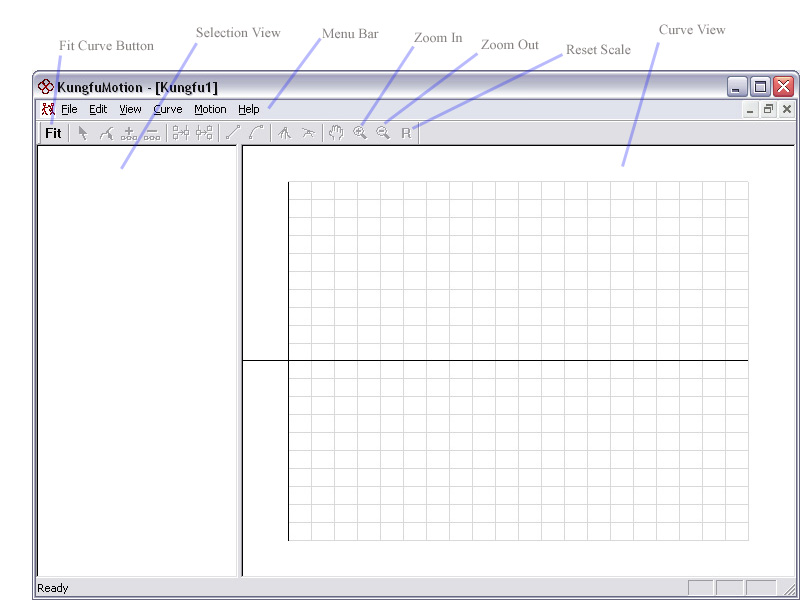 Fit Curve Button
Selection View
Menu Bar
Zoom In
Zoom Out
Reset Scale
Curve View
KungfuMotion - [Kungfu1]
File Edit View Curve Motion Help
Fit
R
Ready